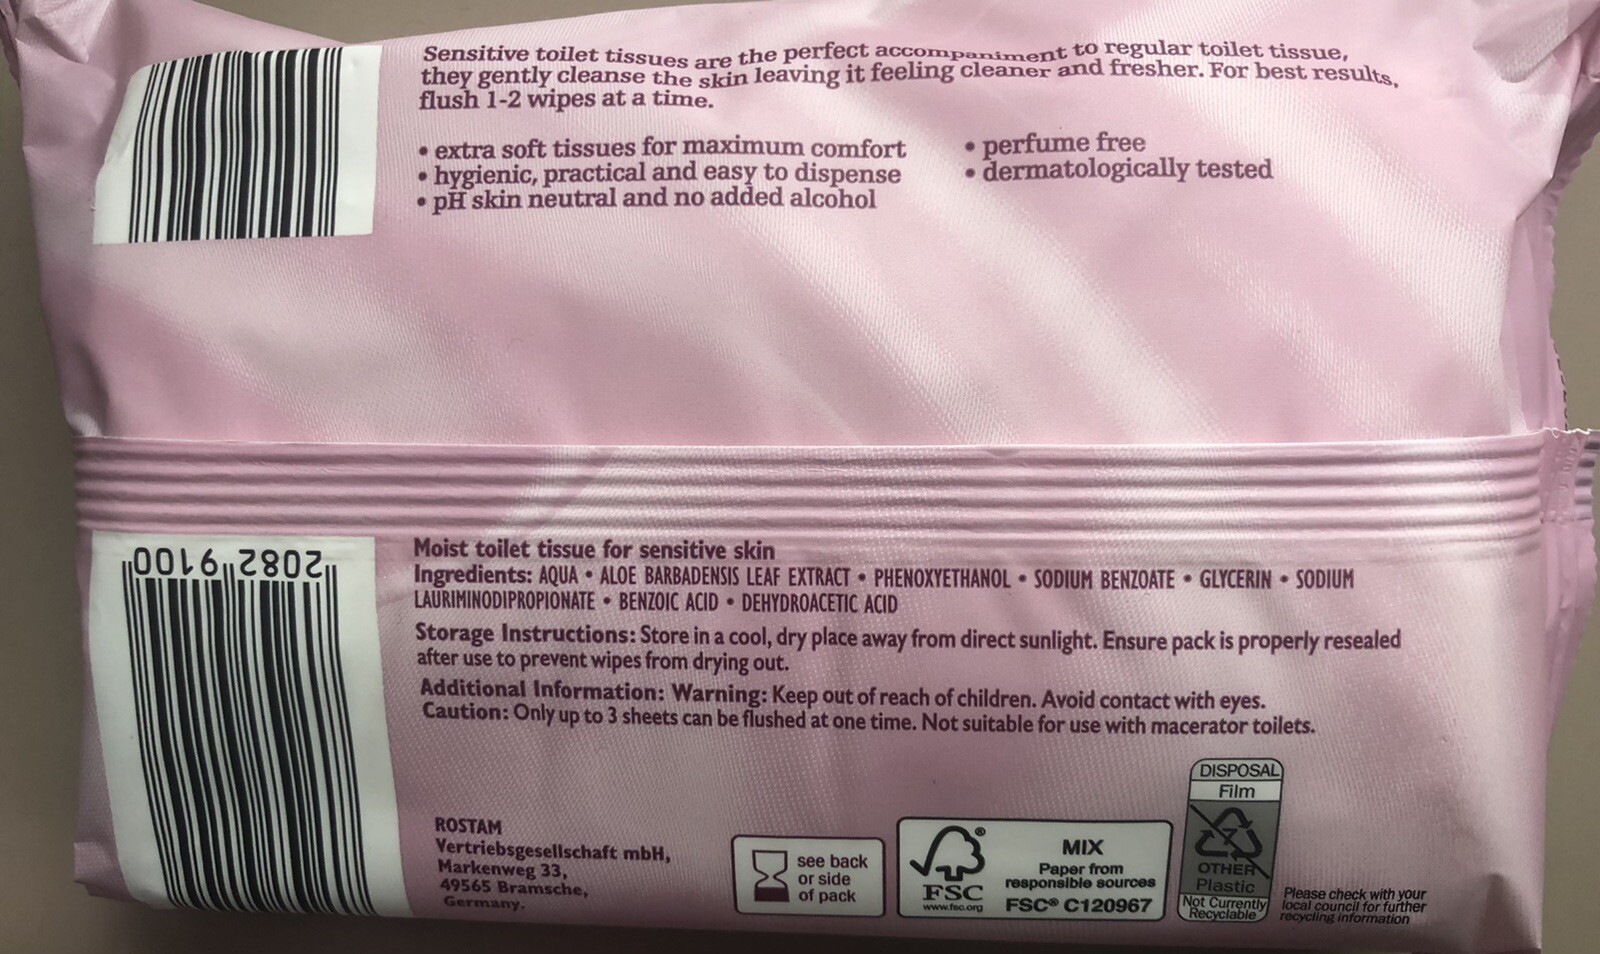 Sensitive toilet tissues are the perfect accompaniment to regular toilet tissue,
they gently cleanse the skin leaving it feeling cleaner and fresher. For best results,
flush 1-2 wipes at a time.
• extra soft tissues for maximum comfort
• hygienic, practical and easy to dispense
• pH skin neutral and no added alcohol
• perfume free
• dermatologically tested
2082 9100
Moist toilet tissue for sensitive skin
Ingredients: AQUA • ALOE BARBADENSIS LEAF EXTRACT • PHENOXYETHANOL • SODIUM BENZOATE • GLYCERIN • SODIUM
LAURIMINODIPROPIONATE • BENZOIC ACID • DEHYDROACETIC ACID
Storage Instructions: Store in a cool, dry place away from direct sunlight. Ensure pack is properly resealed
after use to prevent wipes from drying out.
Additional Information: Warning: Keep out of reach of children. Avoid contact with eyes.
Caution: Only up to 3 sheets can be flushed at one time. Not suitable for use with macerator toilets.
ROSTAM
Vertriebsgesellschaft mbH,
Markenweg 33,
49565 Bramsche,
Germany.
see back
or side
of pack
®
FSC
www.fsc.org
MIX
Paper from
responsible sources
FSC® C120967
DISPOSAL
Film
OTHER
Plastic
Not Currently
Recyclable
Please check with your
local council for further
recycling information